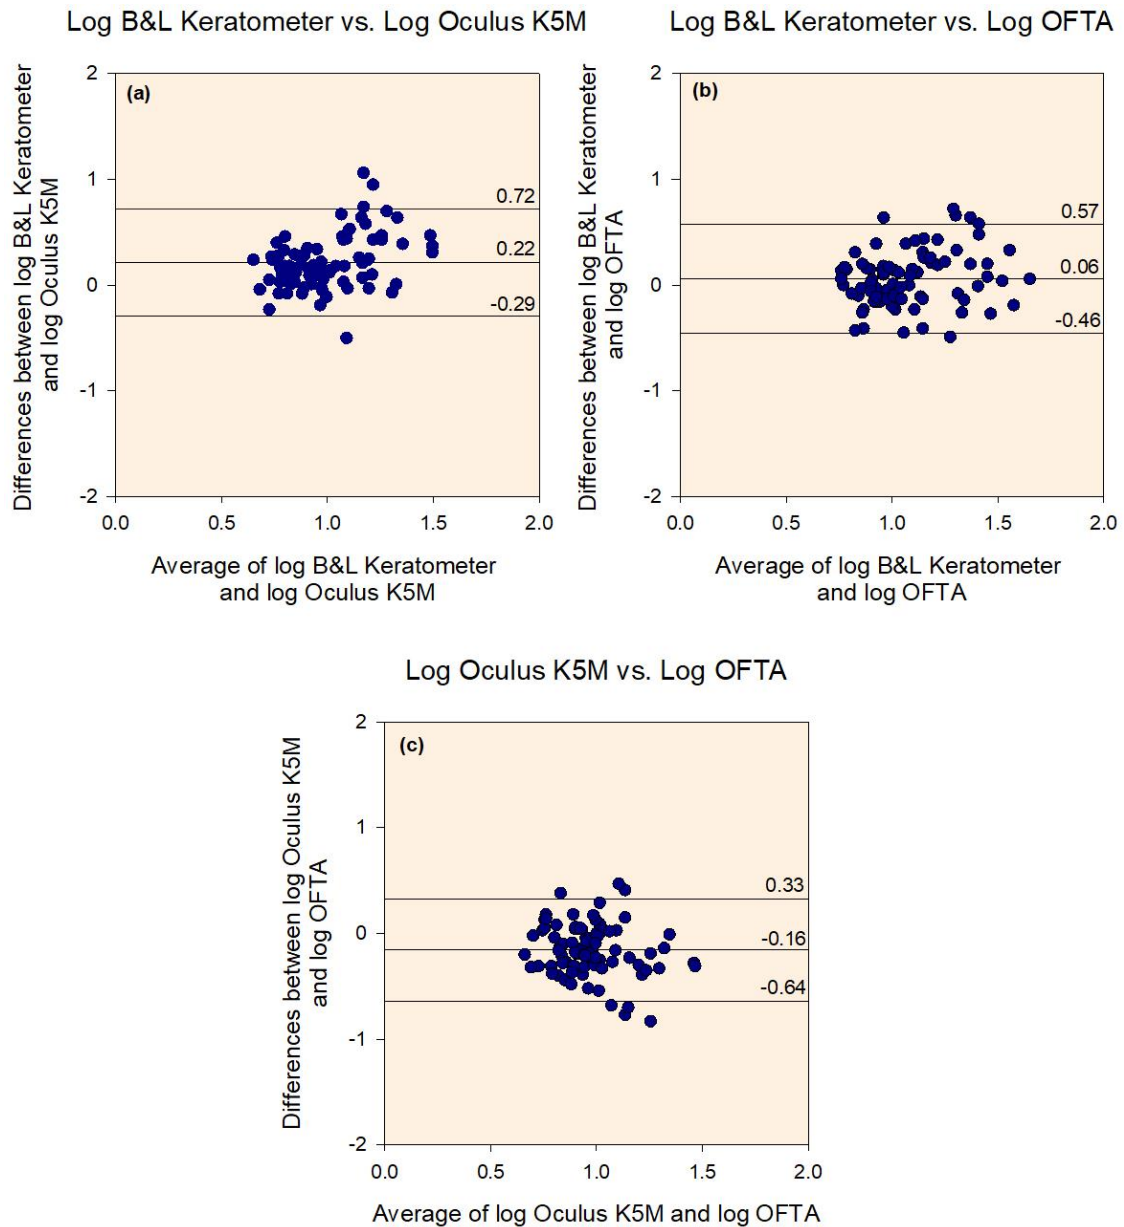 Log B&L Keratometer vs. Log Oculus K5M
Differences between log B&L Keratometer
and log Oculus K5M
(a)
2
1
0
-1
-2
0.72
0.22
-0.29
0.0
0.5
1.0
1.5
2.0
Average of log B&L Keratometer
and log Oculus K5M
Log B&L Keratometer vs. Log OFTA
Differences between log B&L Keratometer
and log OFTA
(b)
2
1
0
-1
-2
0.57
0.06
-0.46
0.0
0.5
1.0
1.5
2.0
Average of log B&L Keratometer
and log OFTA
Log Oculus K5M vs. Log OFTA
Differences between log Oculus K5M
and log OFTA
(c)
2
1
0
-1
-2
0.33
-0.16
-0.64
0.0
0.5
1.0
1.5
2.0
Average of log Oculus K5M and log OFTA